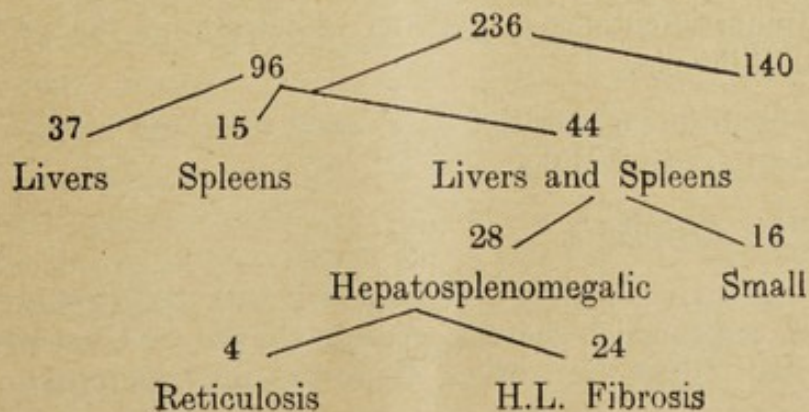 236
96 140
37 15 44
Livers Spleens Livers and Spleens
28 16
Hepatosplenomegalic Small
4 24
Reticulosis H.L. Fibrosis